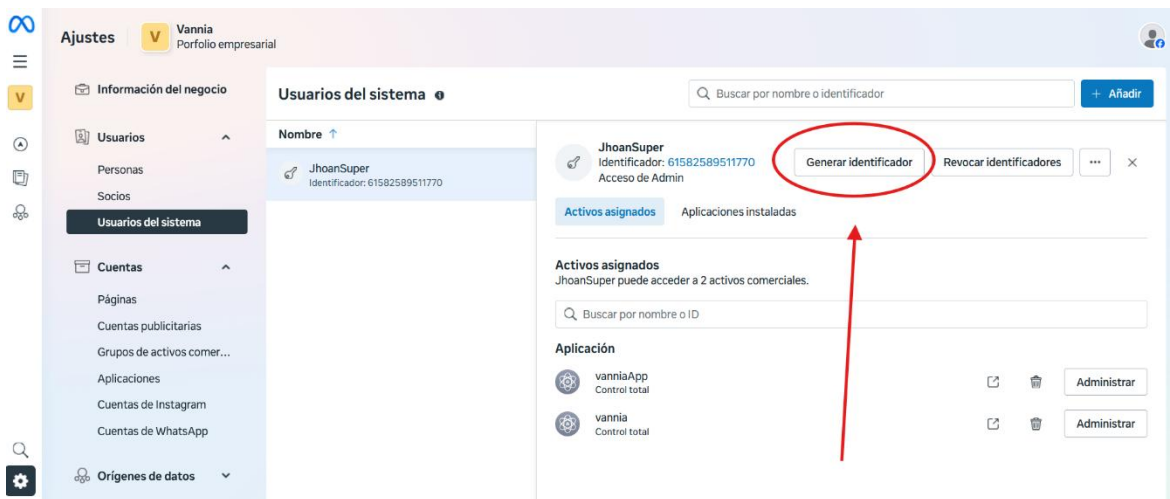 Ajustes
V
Vannia
Porfolio empresarial
V
Información del negocio
Usuarios
Personas
Socios
Usuarios del sistema
Cuentas
Páginas
Cuentas publicitarias
Grupos de activos comer...
Aplicaciones
Cuentas de Instagram
Cuentas de WhatsApp
Orígenes de datos
Usuarios del sistema
Buscar por nombre o identificador
+ Añadir
Nombre ↑
JhoanSuper
Identificador: 61582589511770
JhoanSuper
Identificador: 61582589511770
Acceso de Admin
Generar identificador
Revocar identificadores
...
Activos asignados
Aplicaciones instaladas
Activos asignados
JhoanSuper puede acceder a 2 activos comerciales.
Buscar por nombre o ID
Aplicación
vanniaApp
Control total
Administrar
vannia
Control total
Administrar